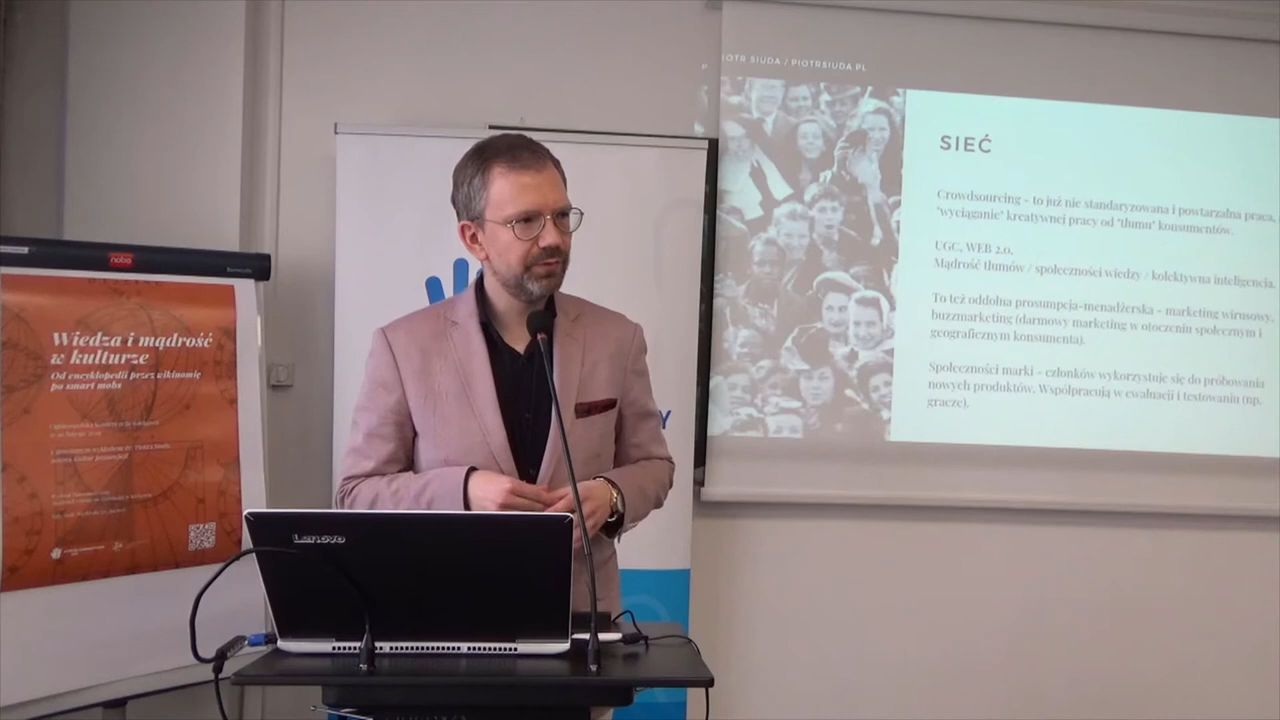 nobo
Wiedza i mądrość
w kulturze
Od encyklopedii przez wikinomię
po smart mobs
Lenovo
OTR SIUDA / PIOTRSIUDA.PL
SIEĆ
Crowdsourcing - to już nie standaryzowana i powtarzalna praca,
"wyciąganie" kreatywnej pracy od "tłumu" konsumentów.
UGC, WEB 2.0.
Mądrość tłumów / społeczności wiedzy / kolektywna inteligencja.
To też oddolna prosumpcja-menadżerska - marketing wirusowy,
buzzmarketing (darmowy marketing w otoczeniu społecznym i
geograficznym konsumenta).
Społeczności marki - członków wykorzystuje się do próbowania
nowych produktów. Współpracują w ewaluacji i testowaniu (np.
gracze).